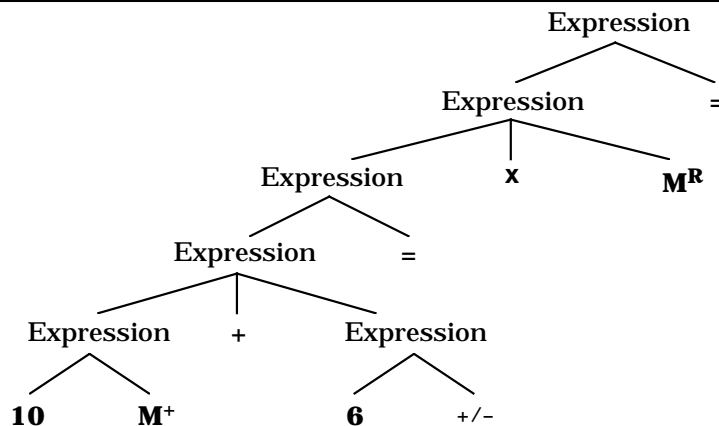 Expression
Expression =
Expression x M^R
Expression =
Expression + Expression
10 M⁺ 6 +/-